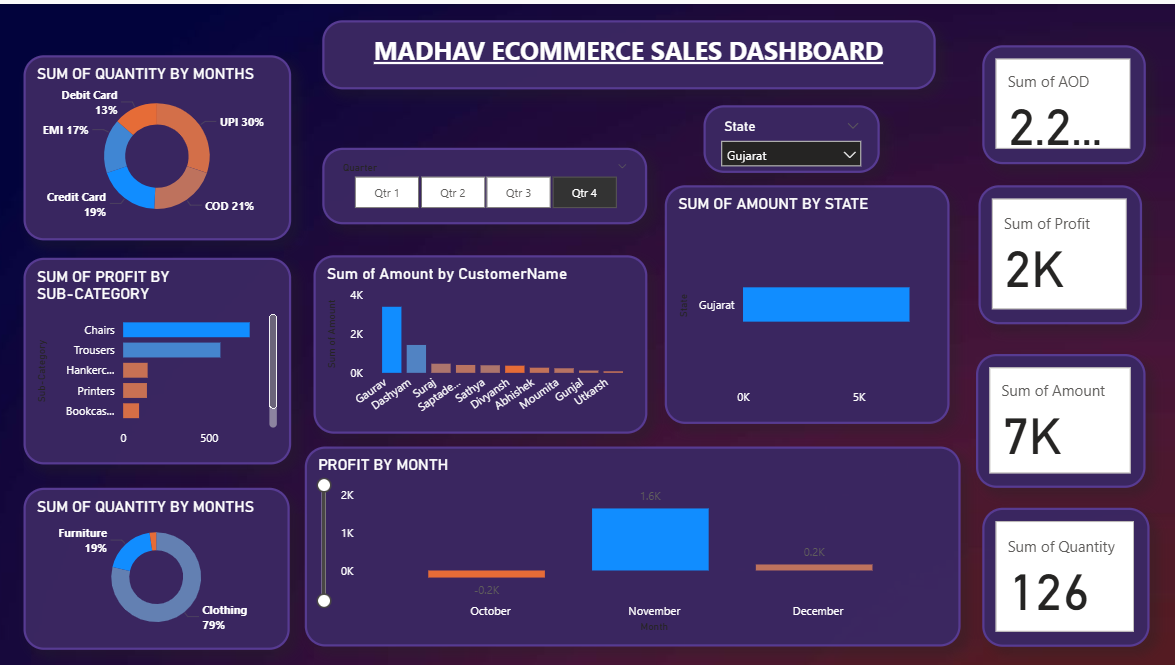 MADHAV ECOMMERCE SALES DASHBOARD
SUM OF QUANTITY BY MONTHS
Debit Card
13%
EMI 17%
UPI 30%
Credit Card
19%
COD 21%
Quarter
Qtr 1
Qtr 2
Qtr 3
Qtr 4
State
Gujarat
Sum of AOD
2.2...
SUM OF PROFIT BY
SUB-CATEGORY
Sub-Category
Chairs
Trousers
Hankerc...
Printers
Bookcas...
0
500
Sum of Amount by CustomerName
Sum of Amount
4K
2K
0K
Gaurav
Dashyam
Suraj
Saptade...
Sathya
Divyansh
Abhishek
Moumita
Gunjal
Utkarsh
SUM OF AMOUNT BY STATE
State
Gujarat
0K
5K
Sum of Profit
2K
Sum of Amount
7K
SUM OF QUANTITY BY MONTHS
Furniture
19%
Clothing
79%
PROFIT BY MONTH
2K
1K
0K
-0.2K
1.6K
0.2K
October
November
December
Month
Sum of Quantity
126